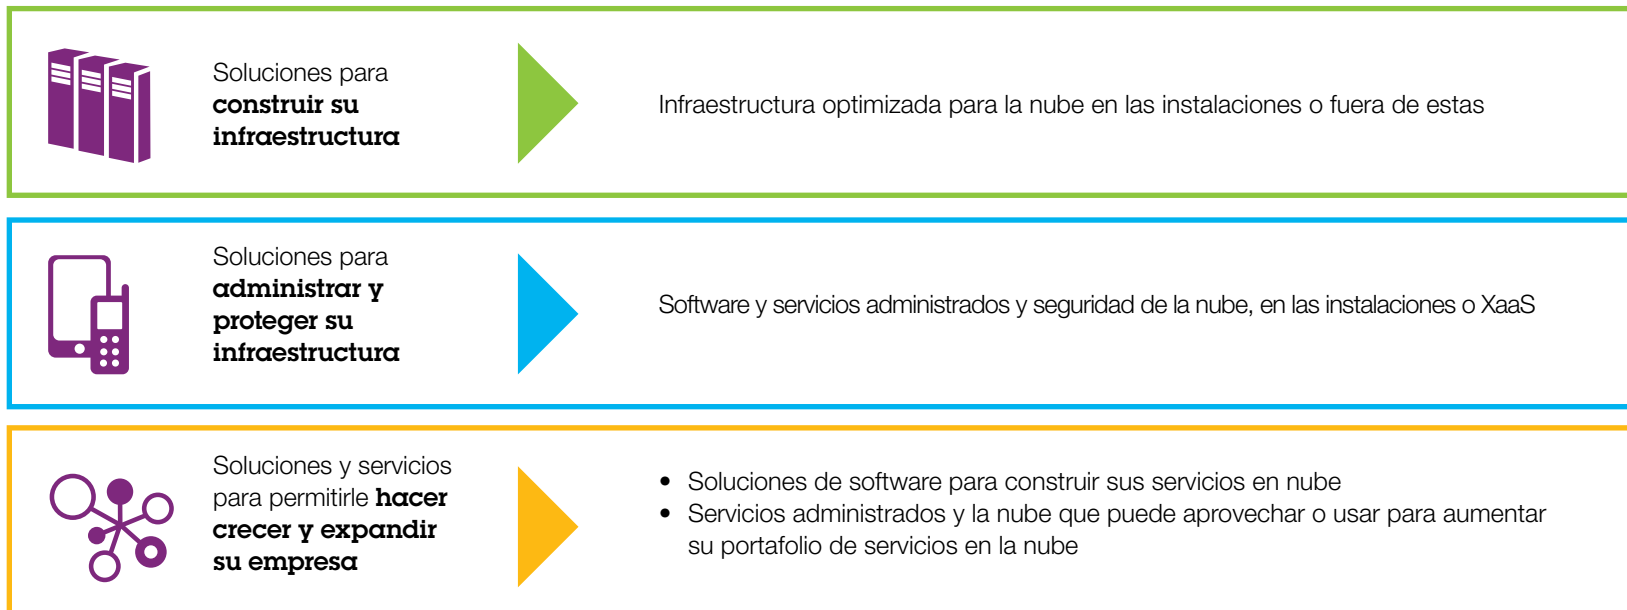 Soluciones para
construir su
infraestructura
Infraestructura optimizada para la nube en las instalaciones o fuera de estas
Soluciones para
administrar y
proteger su
infraestructura
Software y servicios administrados y seguridad de la nube, en las instalaciones o XaaS
Soluciones y servicios
para permitirle hacer
crecer y expandir
su empresa
• Soluciones de software para construir sus servicios en nube
• Servicios administrados y la nube que puede aprovechar o usar para aumentar
su portafolio de servicios en la nube